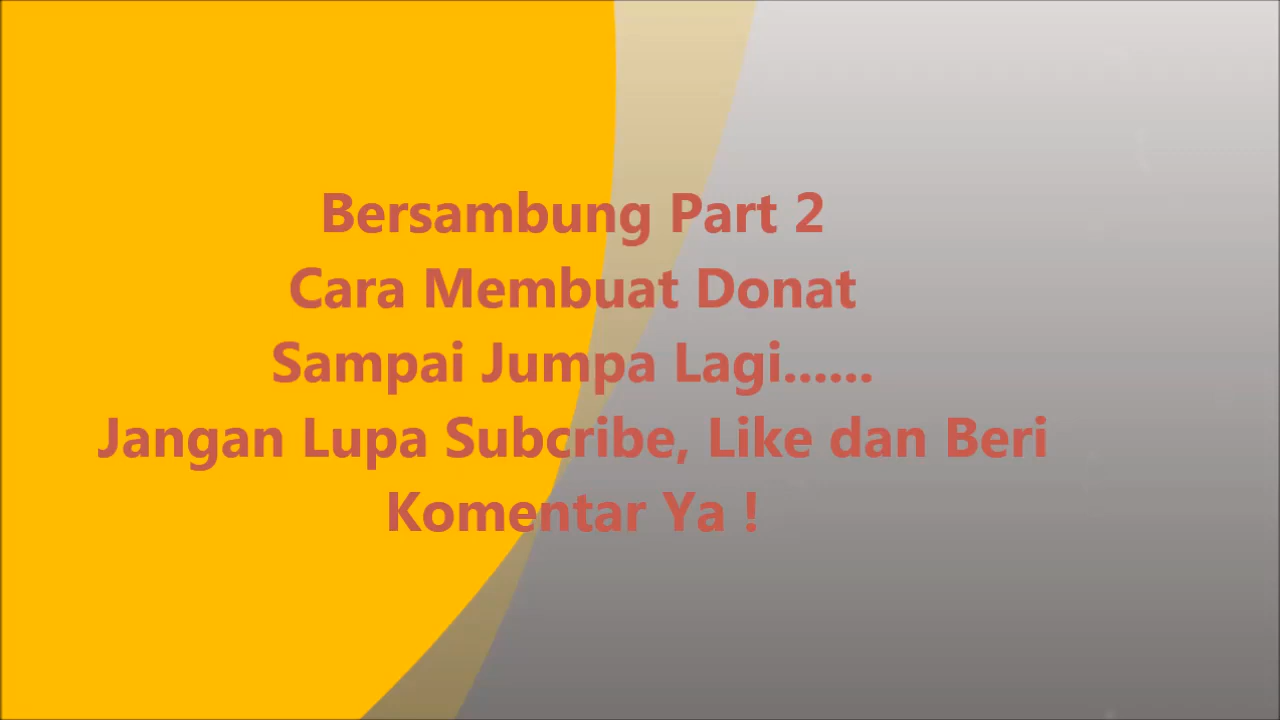 Bersambung Part 2
Cara Membuat Donat
Sampai Jumpa Lagi......
Jangan Lupa Subcribe, Like dan Beri
Komentar Ya !